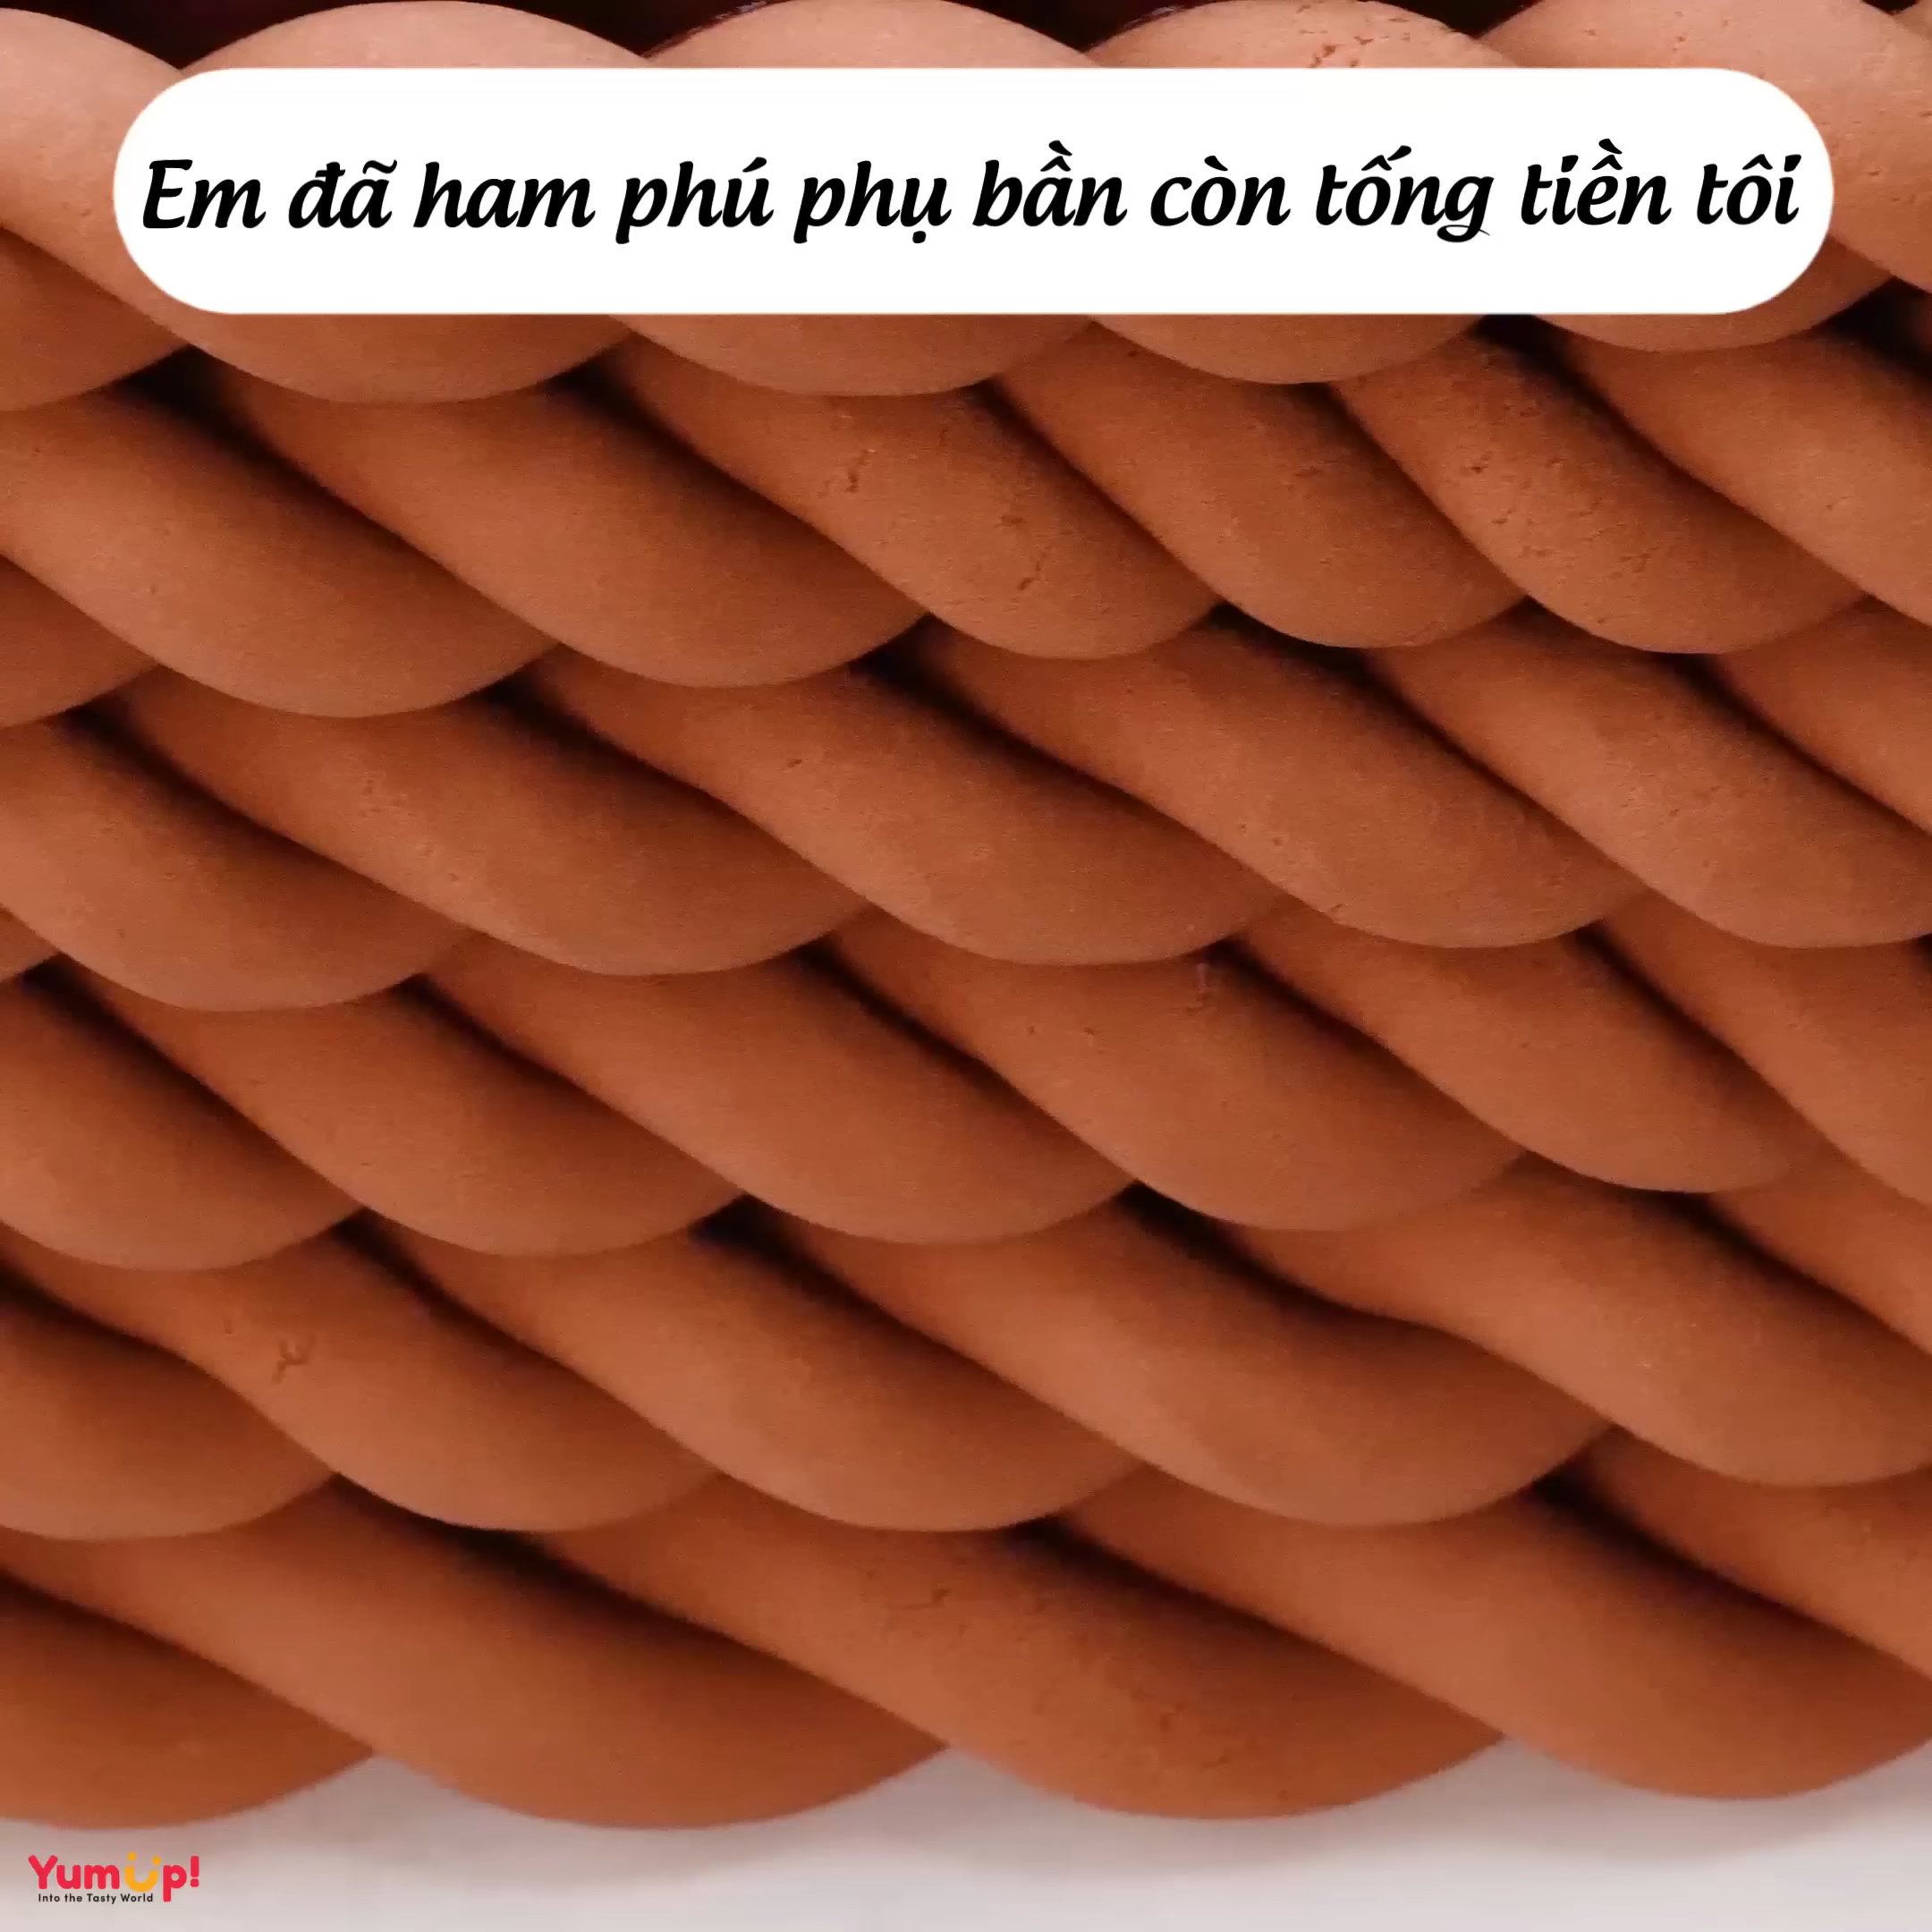 Em đã ham phú phụ bần còn tống tiền tôi
YumUp!
Into the Tasty World